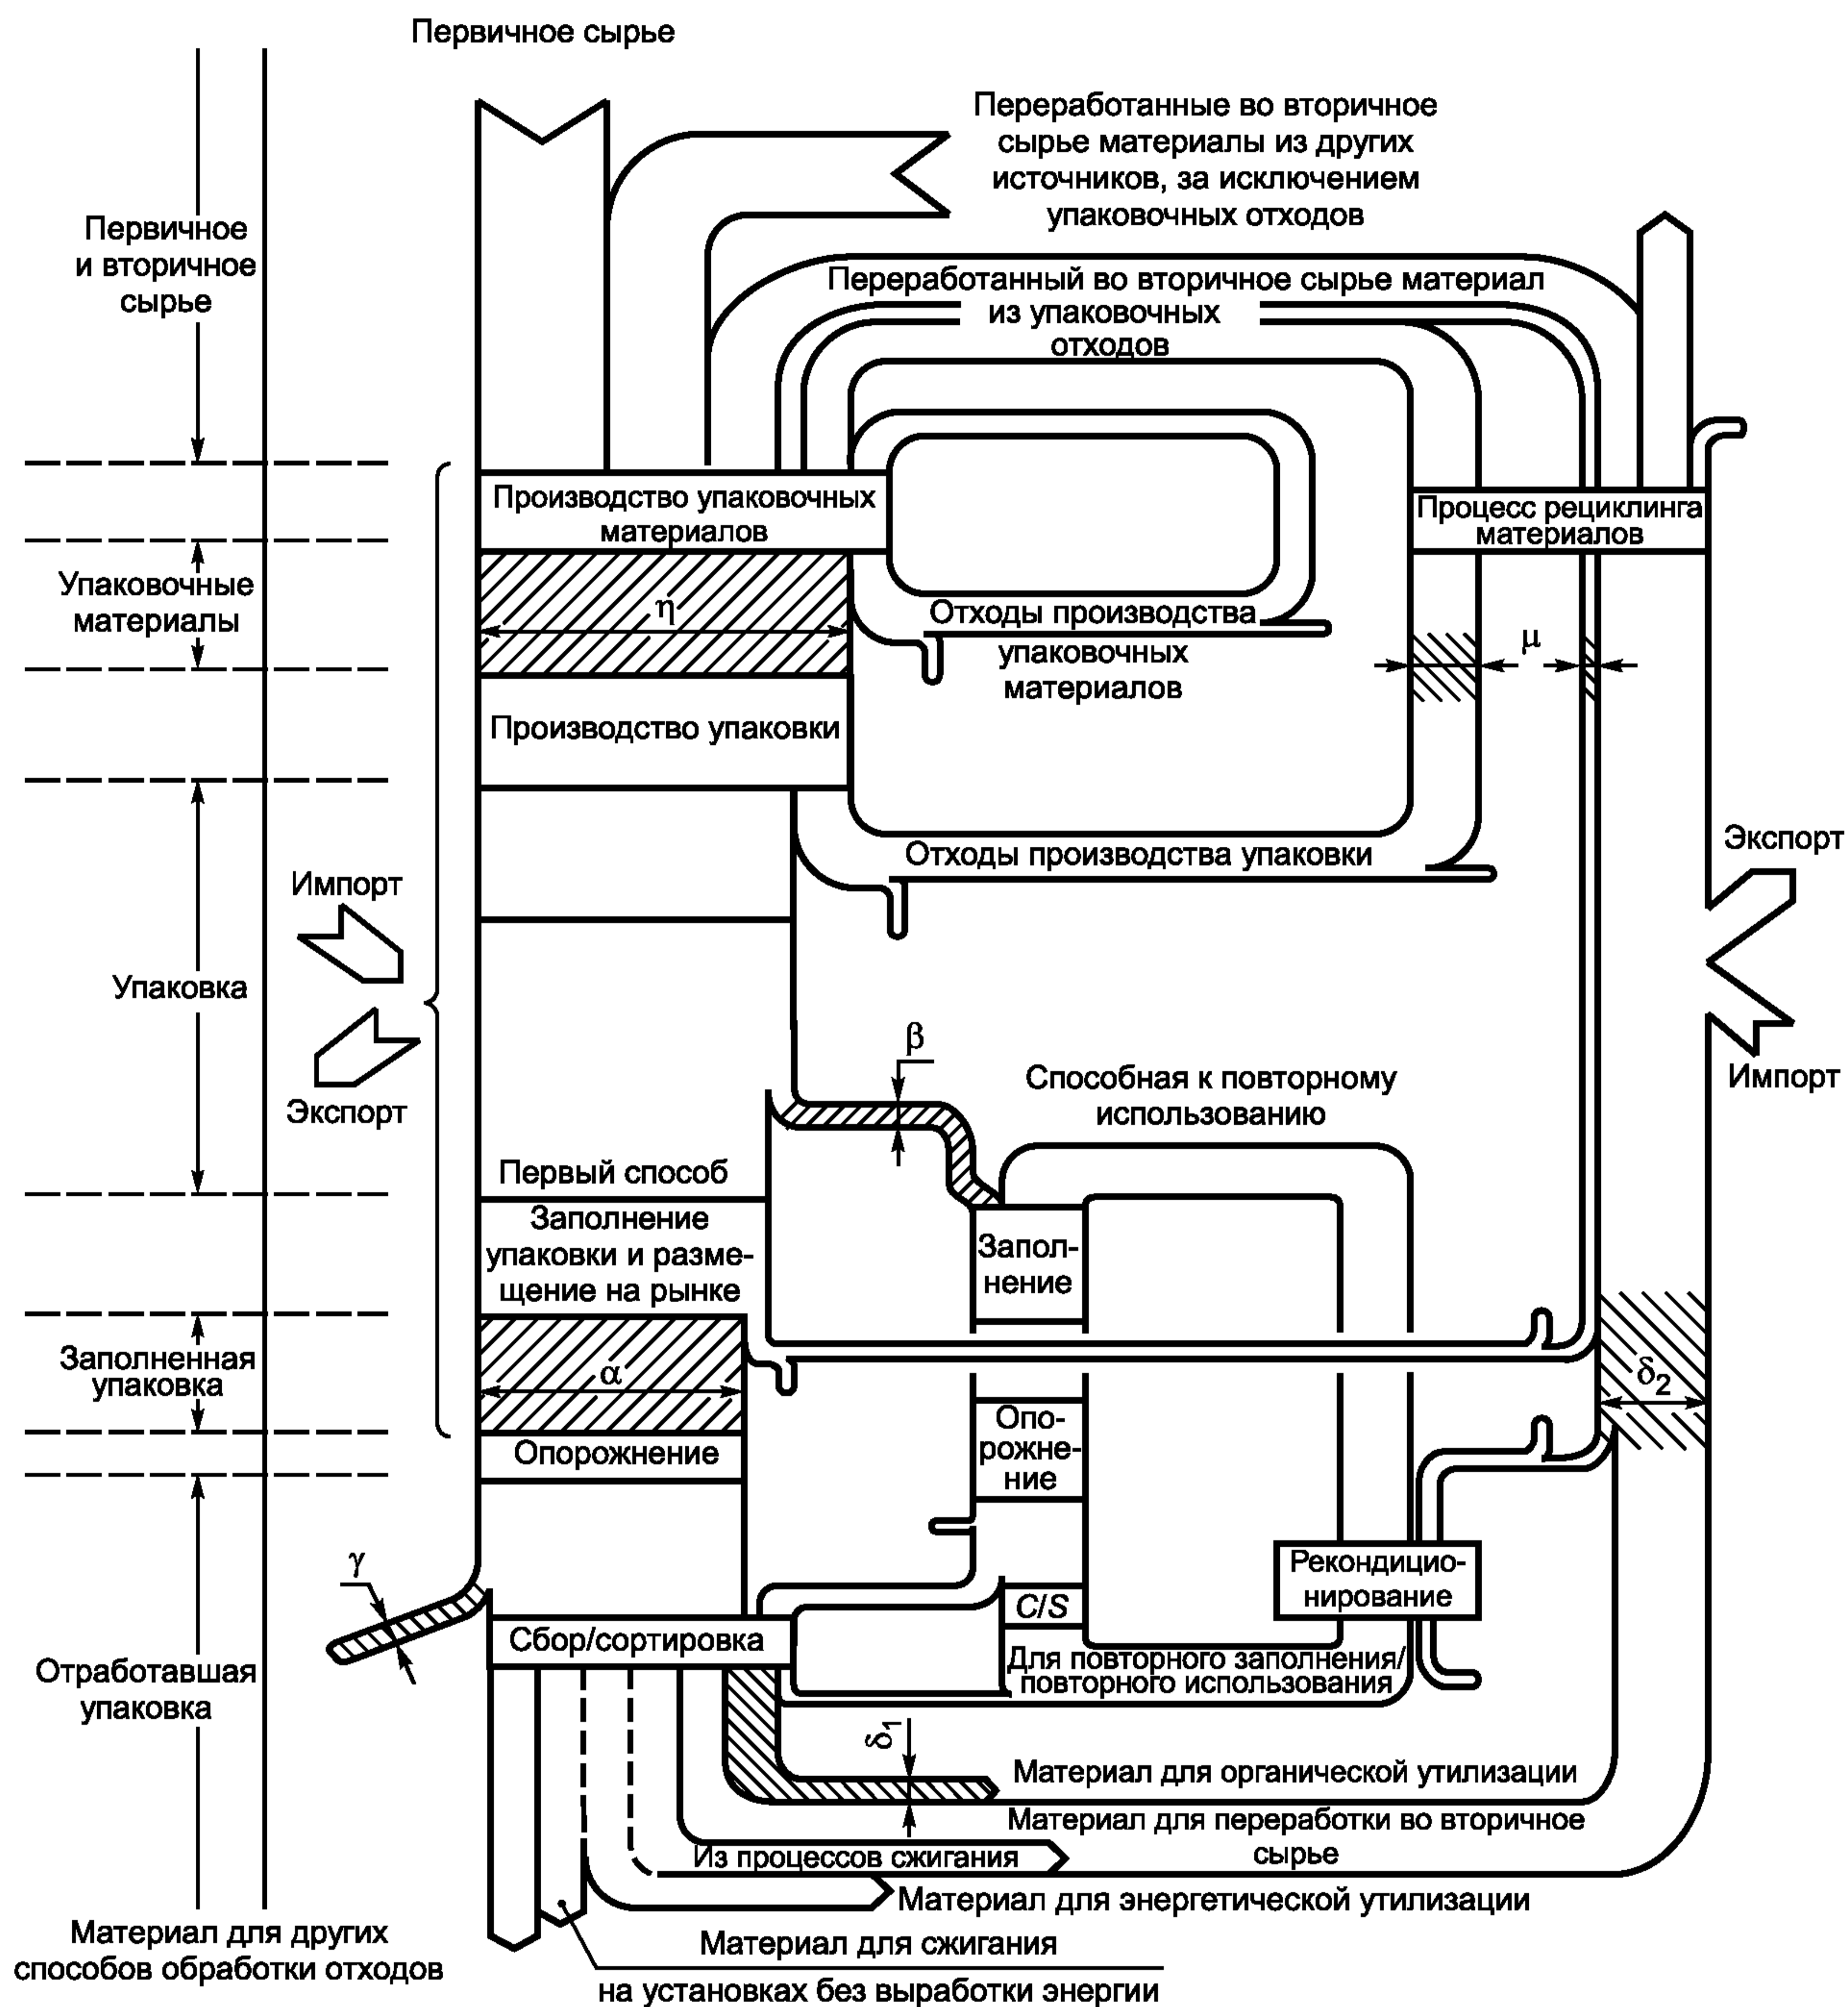 Первичное сырье
Переработанные во вторичное
сырье материалы из других
источников, за исключением
упаковочных отходов
Первичное
и вторичное
сырье
Переработанный во вторичное сырье материал
из упаковочных
отходов
Производство упаковочных
материалов
Процесс рециклинга
материалов
Упаковочные
материалы
η
Отходы производства
упаковочных
материалов
μ
Производство упаковки
Отходы производства упаковки
Экспорт
Импорт
Упаковка
Экспорт
Импорт
β
Способная к повторному
использованию
Первый способ
Заполнение
упаковки и разме-
щение на рынке
Запол-
нение
Заполненная
упаковка
α
δ2
Опорожнение
Опо-
рожне-
ние
γ
Рекондицио-
нирование
C/S
Сбор/сортировка
Отработавшая
упаковка
Для повторного заполнения/
повторного использования
δ1
Материал для органической утилизации
Материал для переработки во вторичное
сырье
Из процессов сжигания
Материал для энергетической утилизации
Материал для других
способов обработки отходов
Материал для сжигания
на установках без выработки энергии